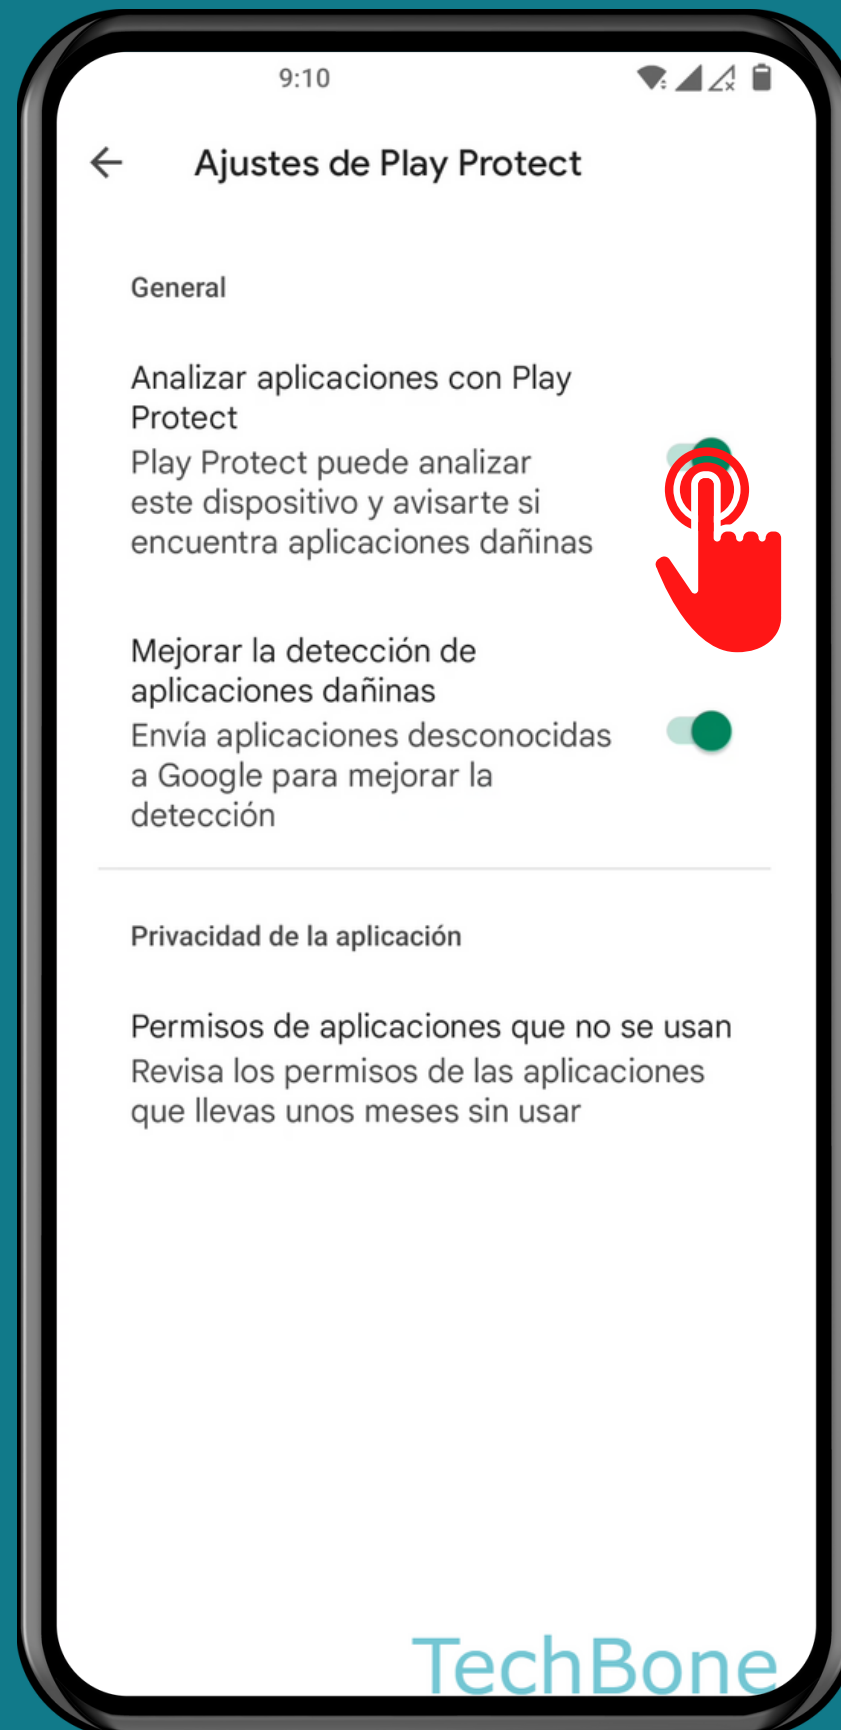 9:10
Ajustes de Play Protect
General
Analizar aplicaciones con Play
Protect
Play Protect puede analizar
este dispositivo y avisarte si
encuentra aplicaciones dañinas
Mejorar la detección de
aplicaciones dañinas
Envía aplicaciones desconocidas
a Google para mejorar la
detección
Privacidad de la aplicación
Permisos de aplicaciones que no se usan
Revisa los permisos de las aplicaciones
que llevas unos meses sin usar
TechBone